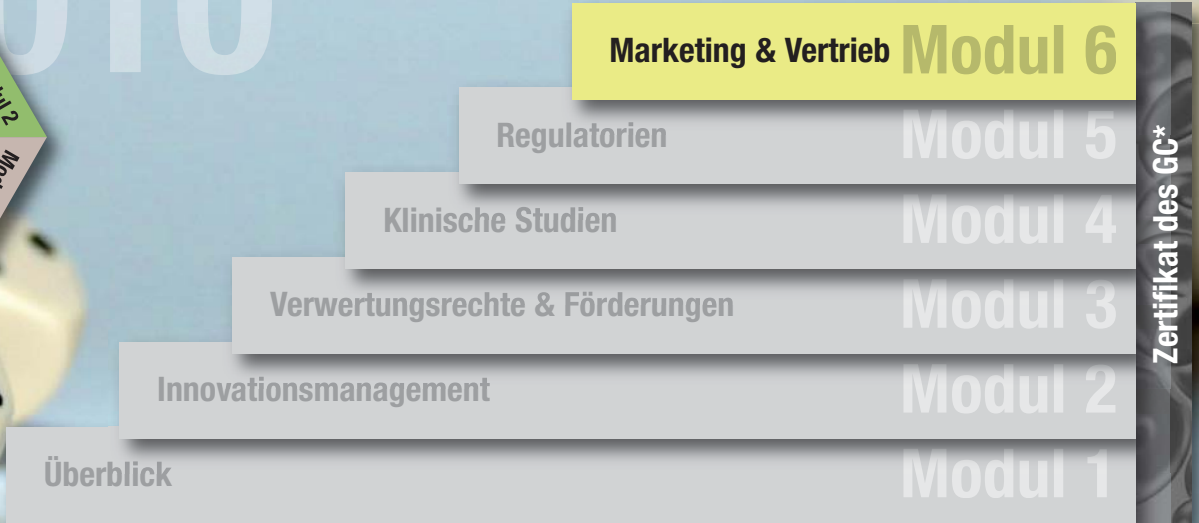 Marketing & Vertrieb Modul 6
Regulatorien Modul 5
Klinische Studien Modul 4
Verwertungsrechte & Förderungen Modul 3
Innovationsmanagement Modul 2
Überblick Modul 1
Zertifikat des GC*